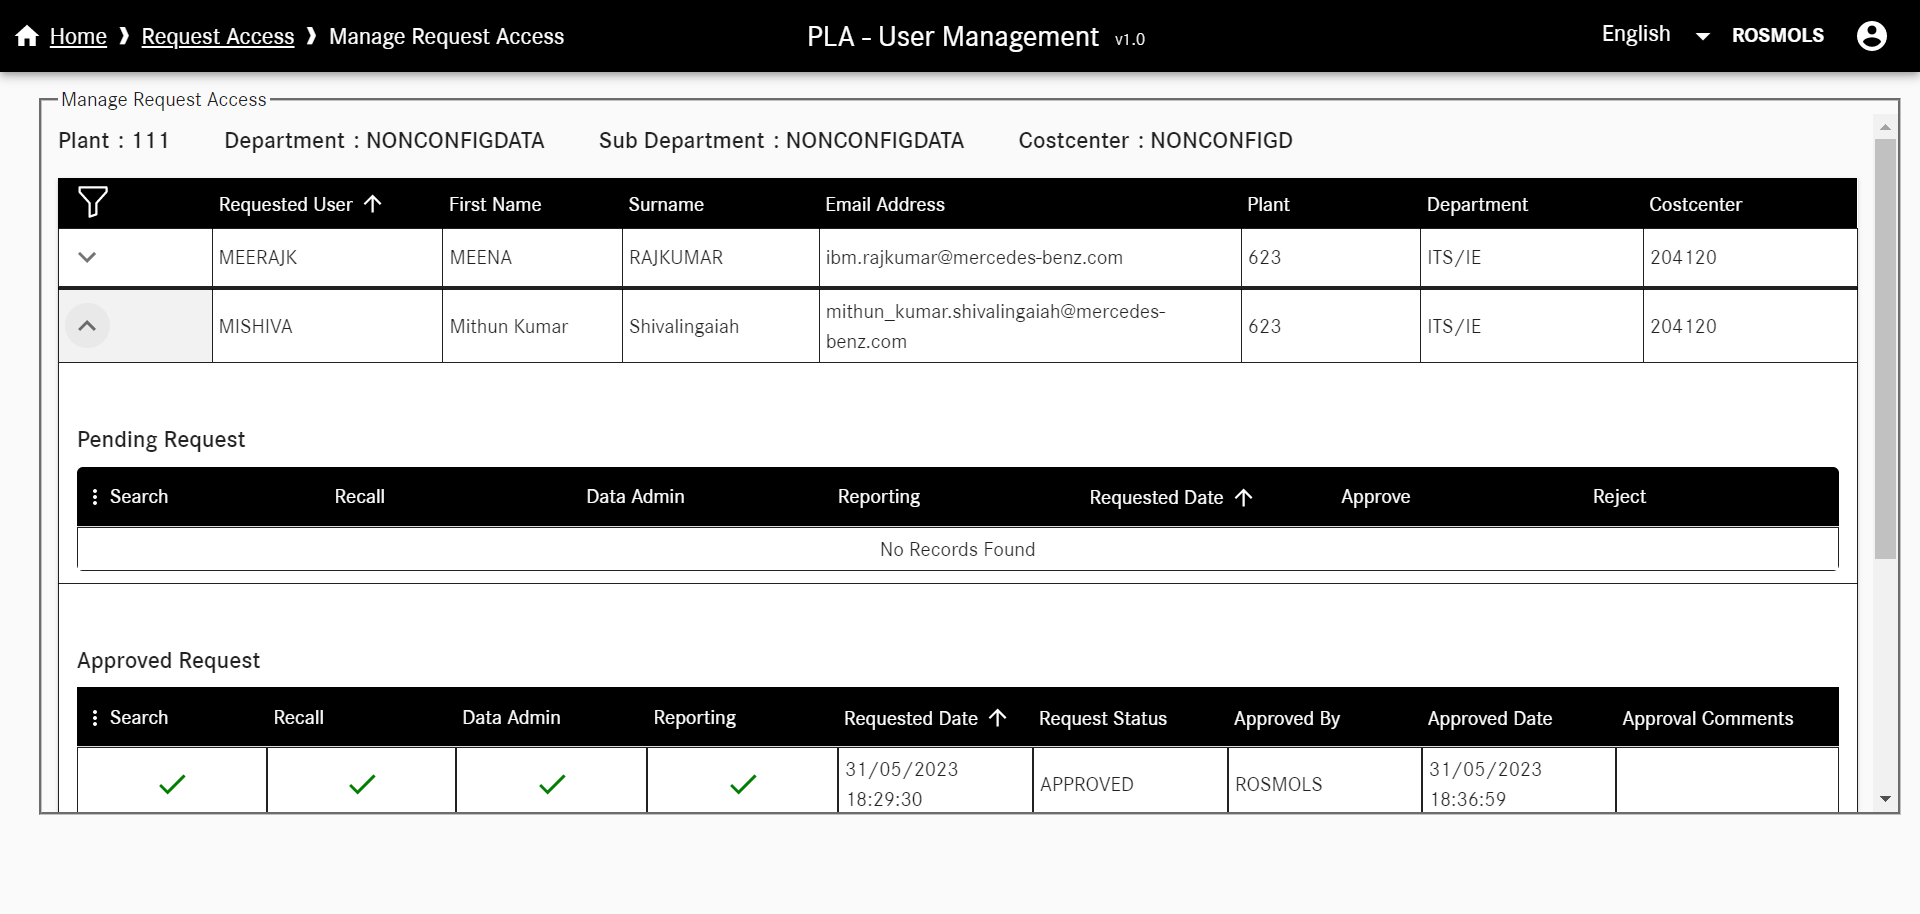 Home ❱ Request Access ❱ Manage Request Access
PLA - User Management v1.0
English
ROSMOLS
Manage Request Access
Plant : 111 Department : NONCONFIGDATA Sub Department : NONCONFIGDATA Costcenter : NONCONFIGD
Requested User First Name Surname Email Address Plant Department Costcenter
MEERAJK MEENA RAJKUMAR ibm.rajkumar@mercedes-benz.com 623 ITS/IE 204120
MISHIVA Mithun Kumar Shivalingaiah mithun_kumar.shivalingaiah@mercedes-
benz.com 623 ITS/IE 204120
Pending Request
Search Recall Data Admin Reporting Requested Date Approve Reject
No Records Found
Approved Request
Search Recall Data Admin Reporting Requested Date Request Status Approved By Approved Date Approval Comments
31/05/2023
18:29:30 APPROVED ROSMOLS 31/05/2023
18:36:59